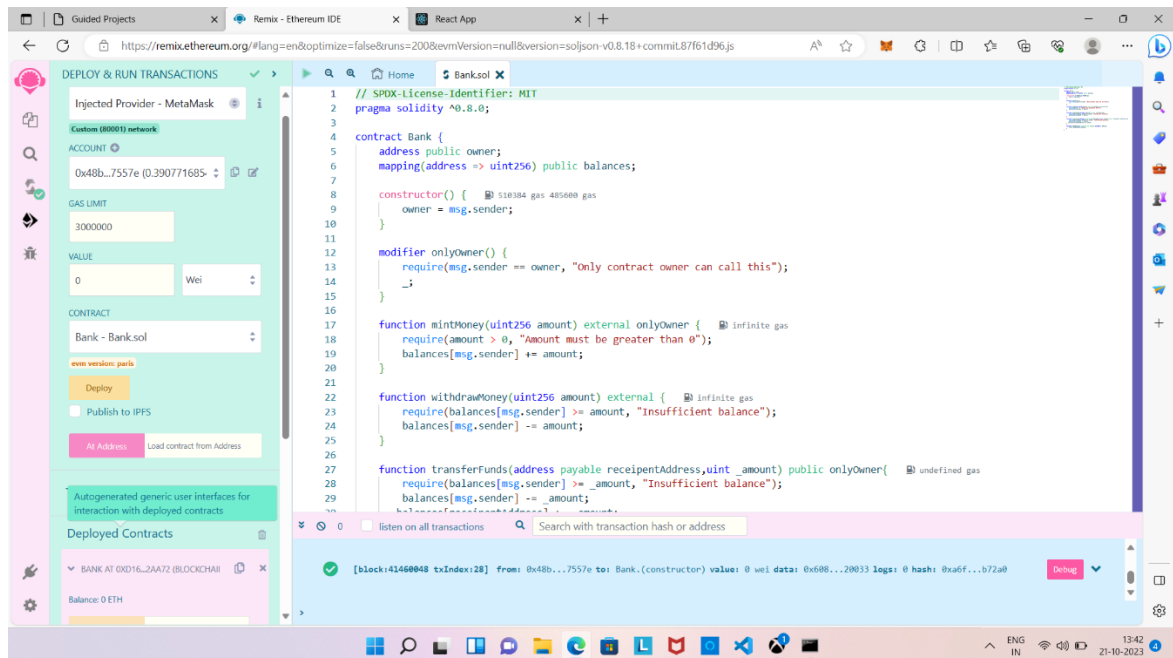 Guided Projects
Remix - Ethereum IDE
React App
https://remix.ethereum.org/#lang=en&optimize=false&runs=200&evmVersion=null&version=soljson-v0.8.18+commit.87f61d96.js
DEPLOY & RUN TRANSACTIONS
Injected Provider - MetaMask
Custom (80001) network
ACCOUNT
0x48b...7557e (0.390771685
GAS LIMIT
3000000
VALUE
0
Wei
CONTRACT
Bank - Bank.sol
evm version: paris
Deploy
Publish to IPFS
At Address
Load contract from Address
Autogenerated generic user interfaces for
interaction with deployed contracts
Deployed Contracts
BANK AT 0XD16...2AA72 (BLOCKCHAI
Balance: 0 ETH
Home
Bank.sol
1 // SPDX-License-Identifier: MIT
2 pragma solidity ^0.8.0;
3
4 contract Bank {
5 address public owner;
6 mapping(address => uint256) public balances;
7
8 constructor() { 510384 gas 485600 gas
9 owner = msg.sender;
10 }
11
12 modifier onlyOwner() {
13 require(msg.sender == owner, "Only contract owner can call this");
14 _;
15 }
16
17 function mintMoney(uint256 amount) external onlyOwner { infinite gas
18 require(amount > 0, "Amount must be greater than 0");
19 balances[msg.sender] += amount;
20 }
21
22 function withdrawMoney(uint256 amount) external { infinite gas
23 require(balances[msg.sender] >= amount, "Insufficient balance");
24 balances[msg.sender] -= amount;
25 }
26
27 function transferFunds(address payable receipentAddress,uint _amount) public onlyOwner{ undefined gas
28 require(balances[msg.sender] >= _amount, "Insufficient balance");
29 balances[msg.sender] -= _amount;
0
listen on all transactions
Search with transaction hash or address
[block:41460048 txIndex:28] from: 0x48b...7557e to: Bank.(constructor) value: 0 wei data: 0x608...20033 logs: 0 hash: 0xa6f...b72a0
Debug
>
ENG
IN
13:42
21-10-2023
4